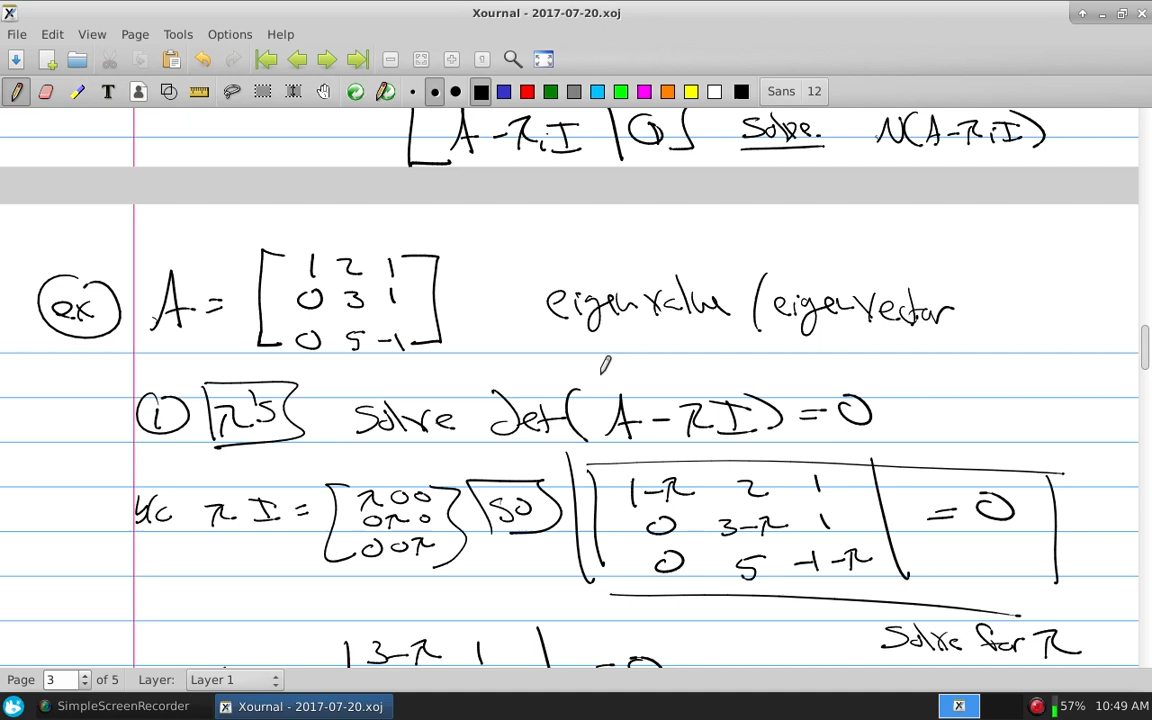 Xournal - 2017-07-20.xoj
File Edit View Page Tools Options Help
Sans 12
[A - λiI | 0] Solve. N(A - λiI)
ex A = [1 2 1 eigenvalue / eigenvector
0 3 1
0 5 -1]
① λ's solve det(A - λI) = 0
b/c λI = [λ 0 0 so |1-λ 2 1
0 λ 0 0 3-λ 1 = 0
0 0 λ] 0 5 -1-λ|
Solve for λ
|3-λ 1 | = 0
Page 3 of 5 Layer: Layer 1
SimpleScreenRecorder Xournal - 2017-07-20.xoj 57% 10:49 AM